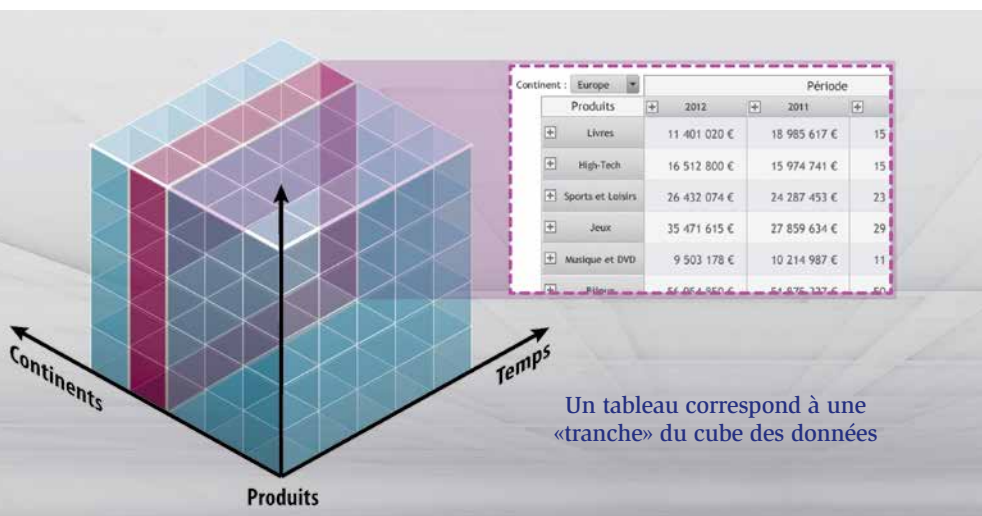 Continent : Europe
Période
Produits 2012 2011
Livres 11 401 020 € 18 985 617 € 15
High-Tech 16 512 800 € 15 974 741 € 15
Sports et Loisirs 26 432 074 € 24 287 453 € 23
Jeux 35 471 615 € 27 859 634 € 29
Musique et DVD 9 503 178 € 10 214 987 € 11
Continents
Temps
Produits
Un tableau correspond à une
«tranche» du cube des données